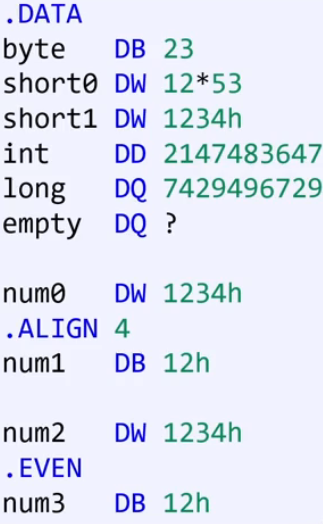 .DATA
byte DB 23
short0 DW 12*53
short1 DW 1234h
int DD 2147483647
long DQ 7429496729
empty DQ ?
num0 DW 1234h
.ALIGN 4
num1 DB 12h
num2 DW 1234h
.EVEN
num3 DB 12h